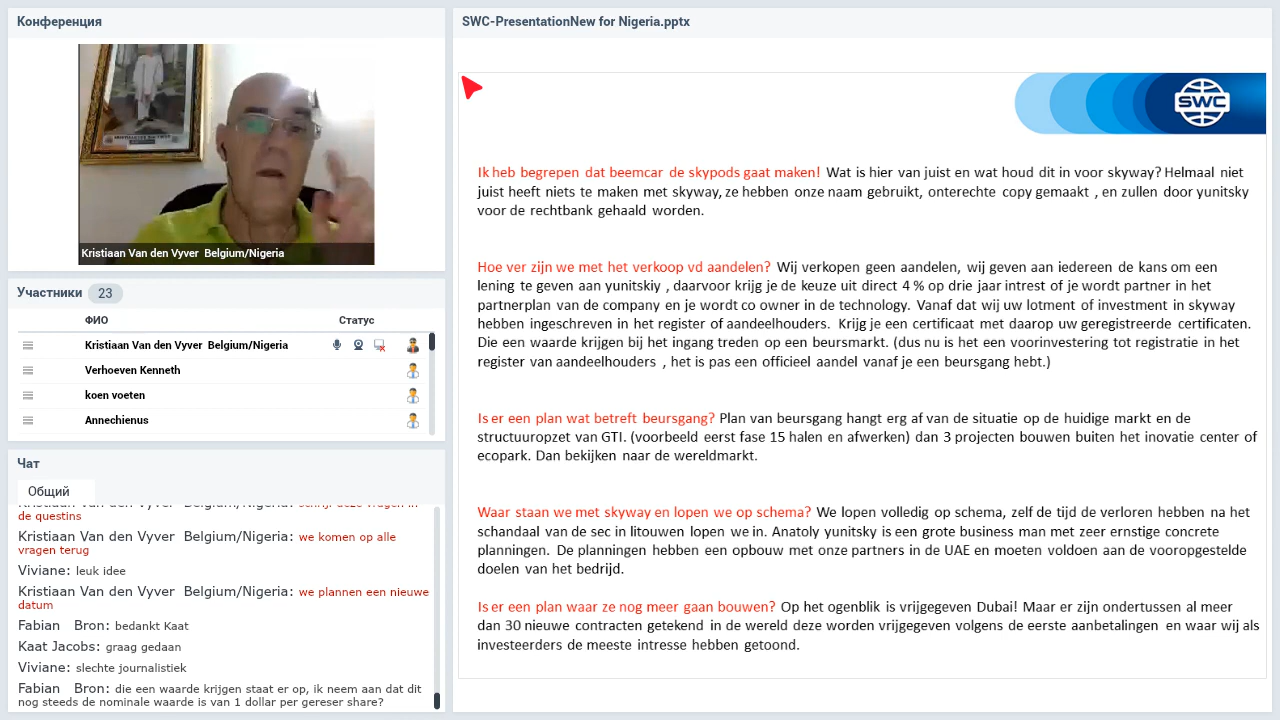 Конференция
Kristiaan Van den Vyver  Belgium/Nigeria
Участники 23
ФИО Статус
Kristiaan Van den Vyver  Belgium/Nigeria
Verhoeven Kenneth
koen voeten
Annechienus
Чат
Общий
de questins
Kristiaan Van den Vyver  Belgium/Nigeria: we komen op alle
vragen terug
Viviane: leuk idee
Kristiaan Van den Vyver  Belgium/Nigeria: we plannen een nieuwe
datum
Fabian  Bron: bedankt Kaat
Kaat Jacobs: graag gedaan
Viviane: slechte journalistiek
Fabian  Bron: die een waarde krijgen staat er op, ik neem aan dat dit
nog steeds de nominale waarde is van 1 dollar per gereser share?
SWC-PresentationNew for Nigeria.pptx
SWC
Ik heb begrepen dat beemcar de skypods gaat maken! Wat is hier van juist en wat houd dit in voor skyway? Helmaal niet
juist heeft niets te maken met skyway, ze hebben onze naam gebruikt, onterechte copy gemaakt , en zullen door yunitsky
voor de rechtbank gehaald worden.
Hoe ver zijn we met het verkoop vd aandelen? Wij verkopen geen aandelen, wij geven aan iedereen de kans om een
lening te geven aan yunitskiy , daarvoor krijg je de keuze uit direct 4 % op drie jaar intrest of je wordt partner in het
partnerplan van de company en je wordt co owner in de technology. Vanaf dat wij uw lotment of investment in skyway
hebben ingeschreven in het register of aandeelhouders. Krijg je een certificaat met daarop uw geregistreerde certificaten.
Die een waarde krijgen bij het ingang treden op een beursmarkt. (dus nu is het een voorinvestering tot registratie in het
register van aandeelhouders , het is pas een officieel aandel vanaf je een beursgang hebt.)
Is er een plan wat betreft beursgang? Plan van beursgang hangt erg af van de situatie op de huidige markt en de
structuuropzet van GTI. (voorbeeld eerst fase 15 halen en afwerken) dan 3 projecten bouwen buiten het inovatie center of
ecopark. Dan bekijken naar de wereldmarkt.
Waar staan we met skyway en lopen we op schema? We lopen volledig op schema, zelf de tijd de verloren hebben na het
schandaal van de sec in litouwen lopen we in. Anatoly yunitsky is een grote business man met zeer ernstige concrete
planningen. De planningen hebben een opbouw met onze partners in de UAE en moeten voldoen aan de vooropgestelde
doelen van het bedrijd.
Is er een plan waar ze nog meer gaan bouwen? Op het ogenblik is vrijgegeven Dubai! Maar er zijn ondertussen al meer
dan 30 nieuwe contracten getekend in de wereld deze worden vrijgegeven volgens de eerste aanbetalingen en waar wij als
investeerders de meeste intresse hebben getoond.